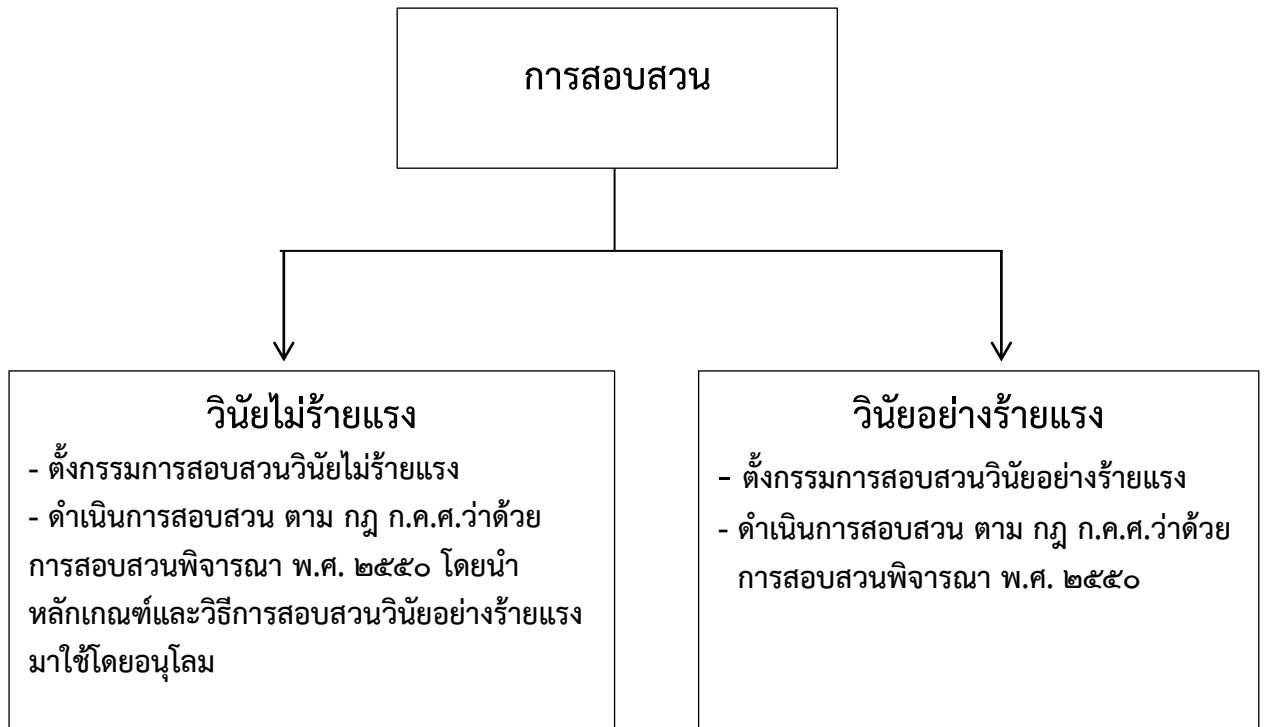 การสอบสวน
วินัยไม่ร้ายแรง
- ตั้งกรรมการสอบสวนวินัยไม่ร้ายแรง
- ดำเนินการสอบสวน ตาม กฎ ก.ค.ศ.ว่าด้วย
การสอบสวนพิจารณา พ.ศ. ๒๕๕๐ โดยนำ
หลักเกณฑ์และวิธีการสอบสวนวินัยอย่างร้ายแรง
มาใช้โดยอนุโลม
วินัยอย่างร้ายแรง
- ตั้งกรรมการสอบสวนวินัยอย่างร้ายแรง
- ดำเนินการสอบสวน ตาม กฎ ก.ค.ศ.ว่าด้วย
การสอบสวนพิจารณา พ.ศ. ๒๕๕๐